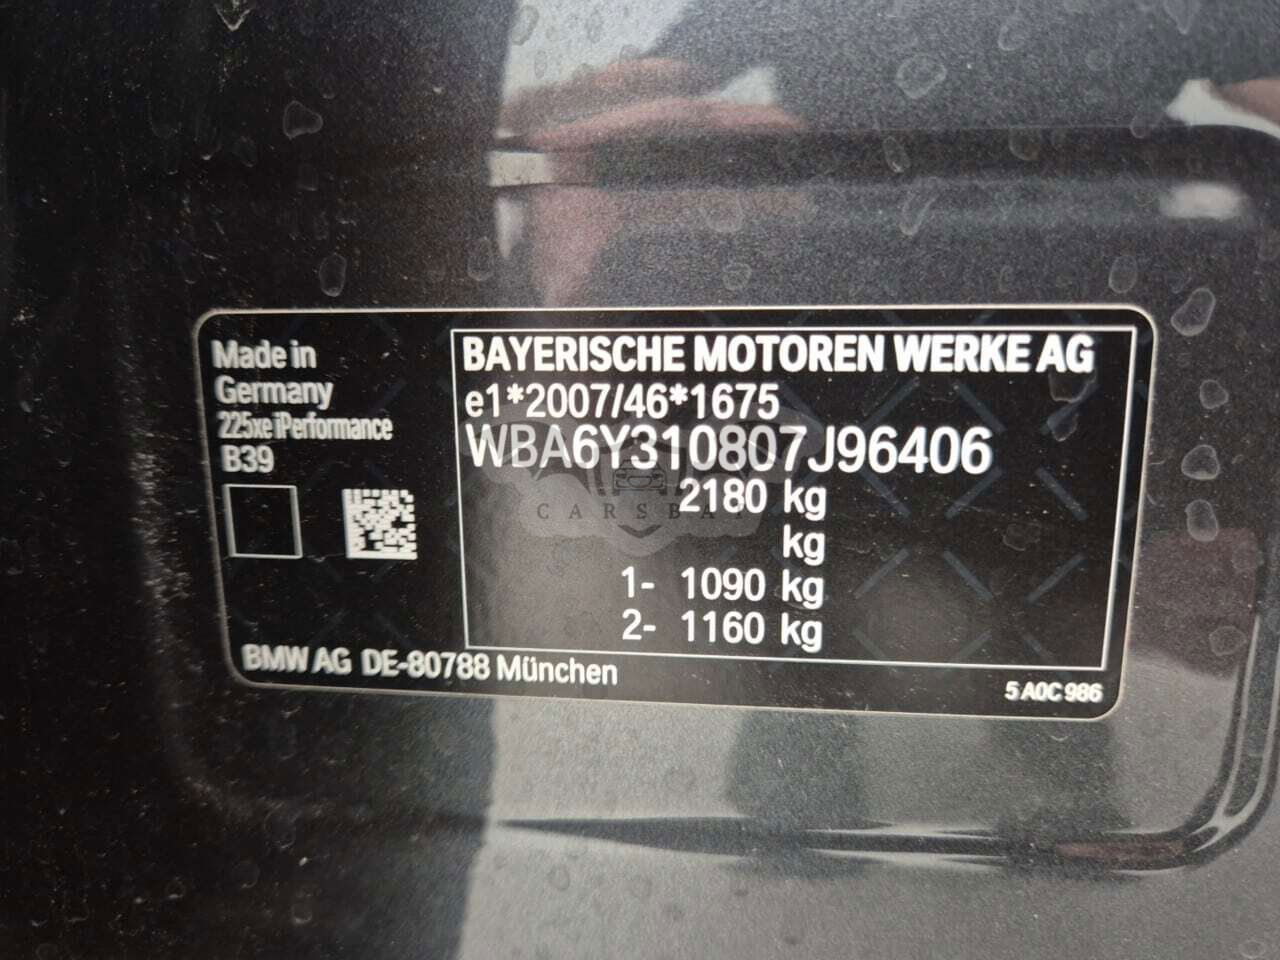 Made in
Germany
225xe iPerformance
B39
BAYERISCHE MOTOREN WERKE AG
e1*2007/46*1675
WBA6Y310807J96406
2180 kg
kg
1- 1090 kg
2- 1160 kg
CARSBAY
BMW AG DE-80788 München
5 A0C 986